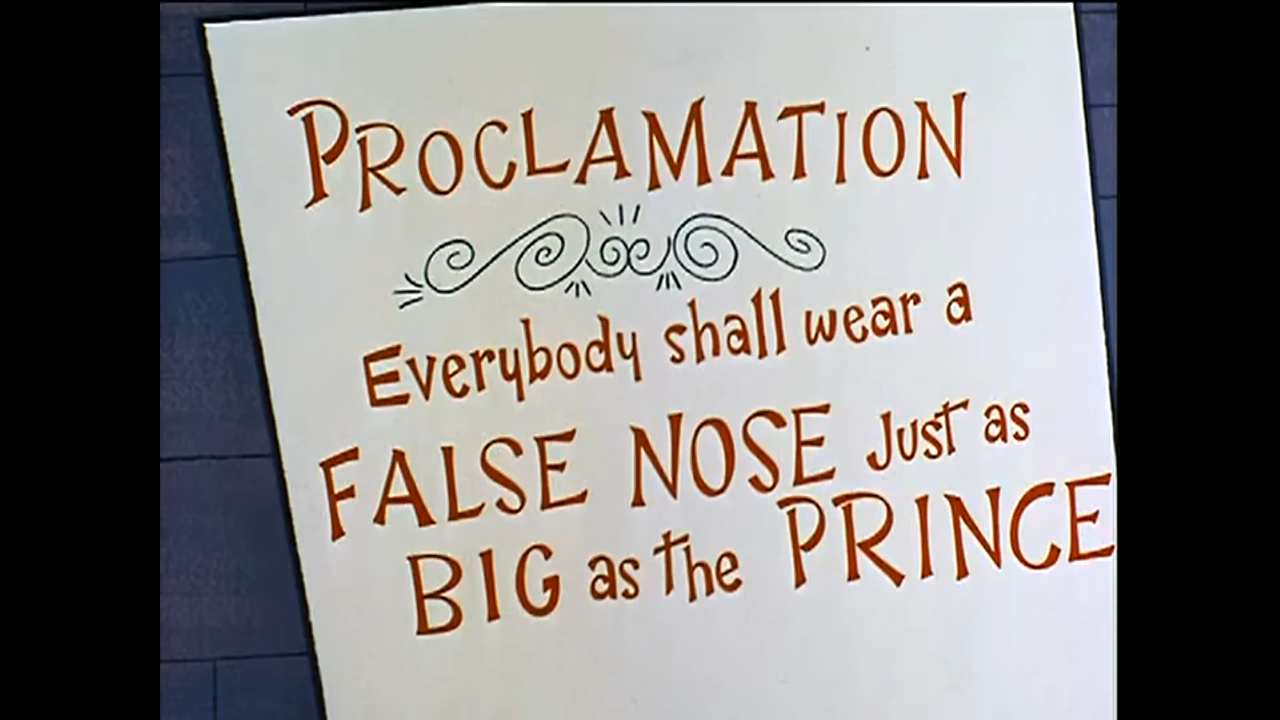 PROCLAMATION
Everybody shall wear a
FALSE NOSE Just as
BIG as the PRINCE